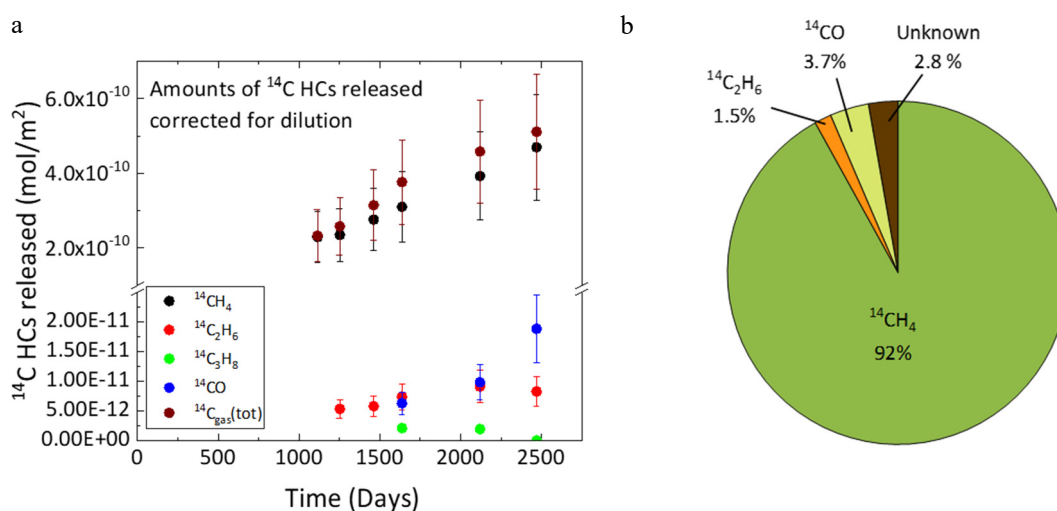 a
Amounts of ¹⁴C HCs released
corrected for dilution
¹⁴C HCs released (mol/m²)
6.0x10⁻¹⁰
4.0x10⁻¹⁰
2.0x10⁻¹⁰
2.00E-11
1.50E-11
1.00E-11
5.00E-12
0.00E+00
¹⁴CH₄
¹⁴C₂H₆
¹⁴C₃H₈
¹⁴CO
¹⁴Cgas(tot)
0 500 1000 1500 2000 2500
Time (Days)
b
¹⁴CO
3.7%
Unknown
2.8 %
¹⁴C₂H₆
1.5%
¹⁴CH₄
92%